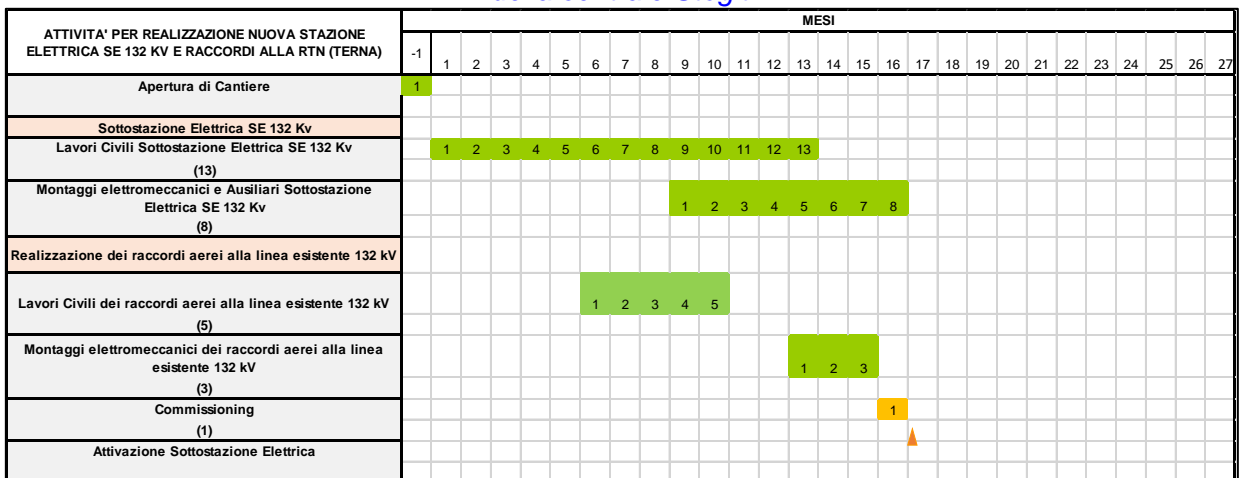 MESI
ATTIVITA' PER REALIZZAZIONE NUOVA STAZIONE
ELETTRICA SE 132 KV E RACCORDI ALLA RTN (TERNA)
-1 1 2 3 4 5 6 7 8 9 10 11 12 13 14 15 16 17 18 19 20 21 22 23 24 25 26 27
Apertura di Cantiere 1
Sottostazione Elettrica SE 132 Kv
Lavori Civili Sottostazione Elettrica SE 132 Kv 1 2 3 4 5 6 7 8 9 10 11 12 13
(13)
Montaggi elettromeccanici e Ausiliari Sottostazione
Elettrica SE 132 Kv 1 2 3 4 5 6 7 8
(8)
Realizzazione dei raccordi aerei alla linea esistente 132 kV
Lavori Civili dei raccordi aerei alla linea esistente 132 kV 1 2 3 4 5
(5)
Montaggi elettromeccanici dei raccordi aerei alla linea
esistente 132 kV 1 2 3
(3)
Commissioning 1
(1)
Attivazione Sottostazione Elettrica